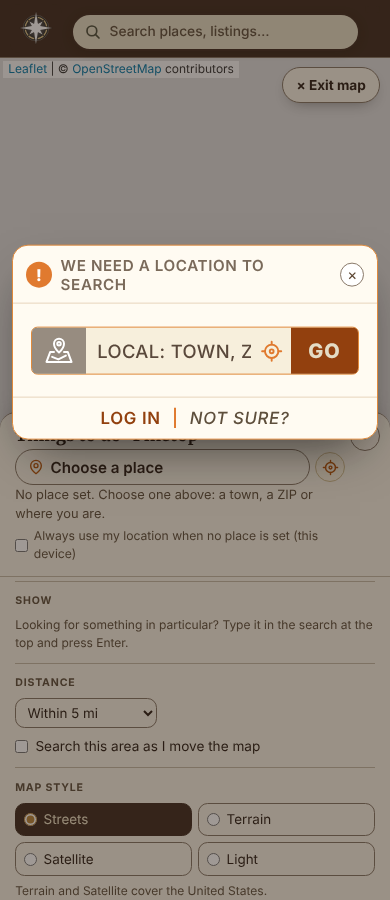 Search places, listings...
Leaflet | © OpenStreetMap contributors
× Exit map
! WE NEED A LOCATION TO
SEARCH
×
LOCAL: TOWN, Z
GO
LOG IN | NOT SURE?
Choose a place
No place set. Choose one above: a town, a ZIP or
where you are.
Always use my location when no place is set (this
device)
SHOW
Looking for something in particular? Type it in the search at the
top and press Enter.
DISTANCE
Within 5 mi
Search this area as I move the map
MAP STYLE
Streets
Terrain
Satellite
Light
Terrain and Satellite cover the United States.